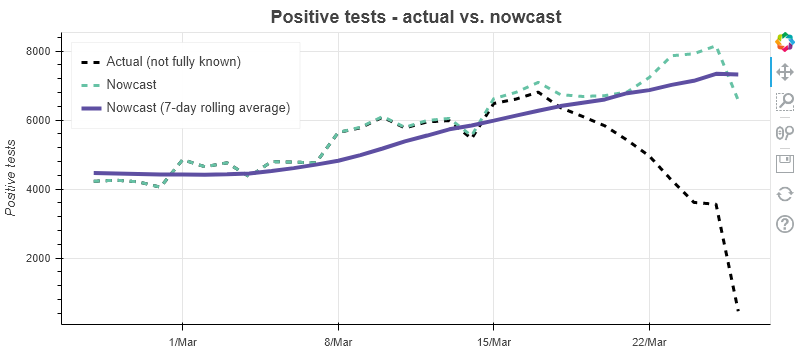 Positive tests - actual vs. nowcast
Actual (not fully known)
Nowcast
Nowcast (7-day rolling average)
Positive tests
8000
6000
4000
2000
1/Mar
8/Mar
15/Mar
22/Mar